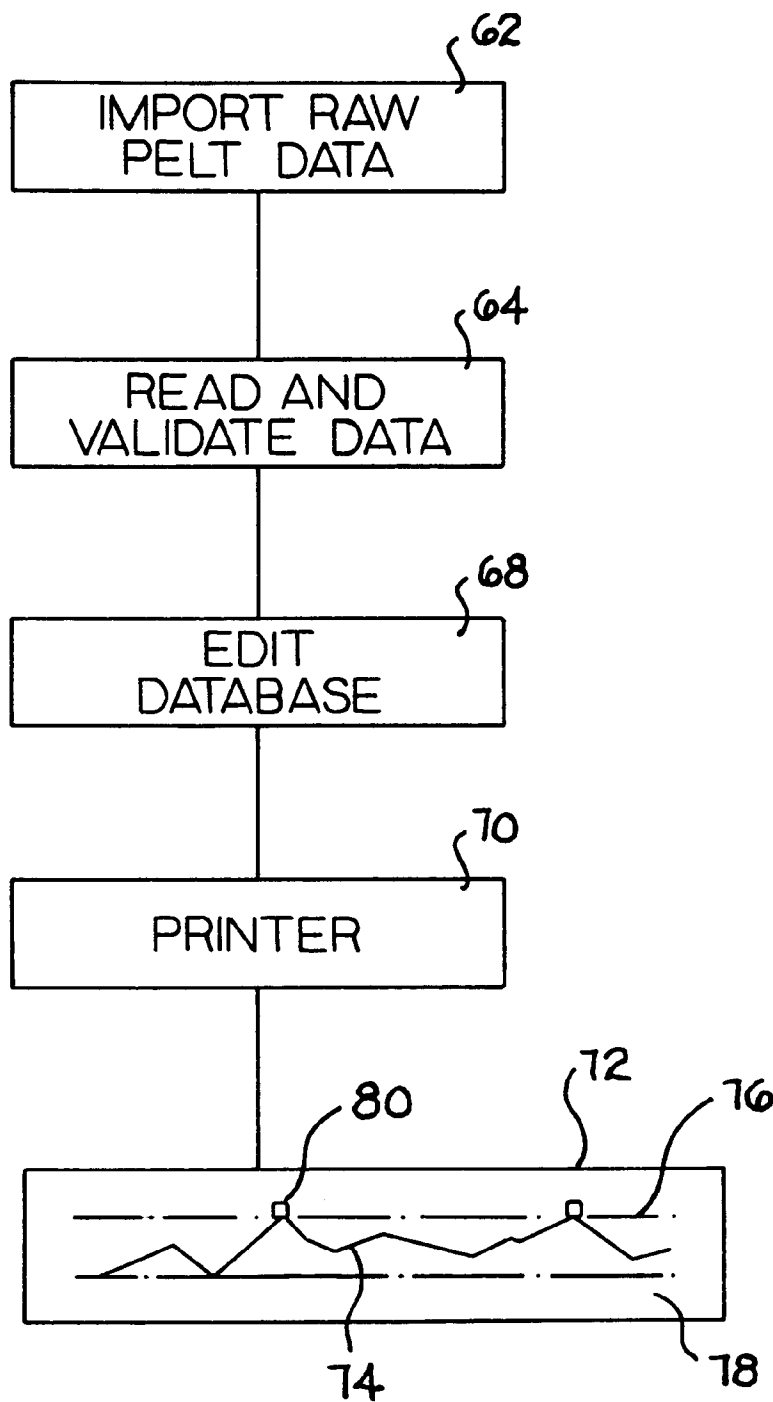 62
IMPORT RAW
PELT DATA
64
READ AND
VALIDATE DATA
68
EDIT
DATABASE
70
PRINTER
72
76
80
74
78